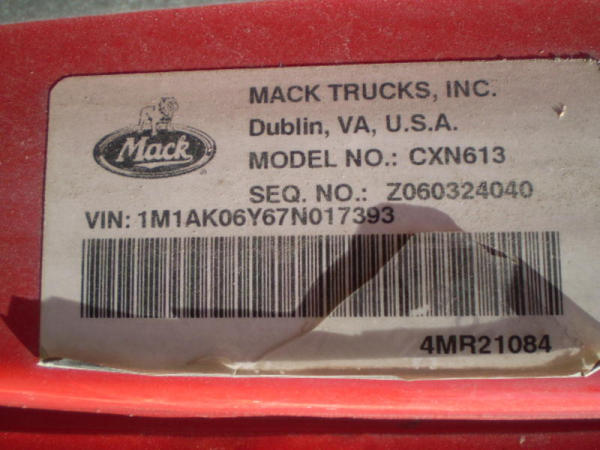 Mack
MACK TRUCKS, INC.
Dublin, VA, U.S.A.
MODEL NO.: CXN613
SEQ. NO.: Z060324040
VIN: 1M1AK06Y67N017393
4MR21084